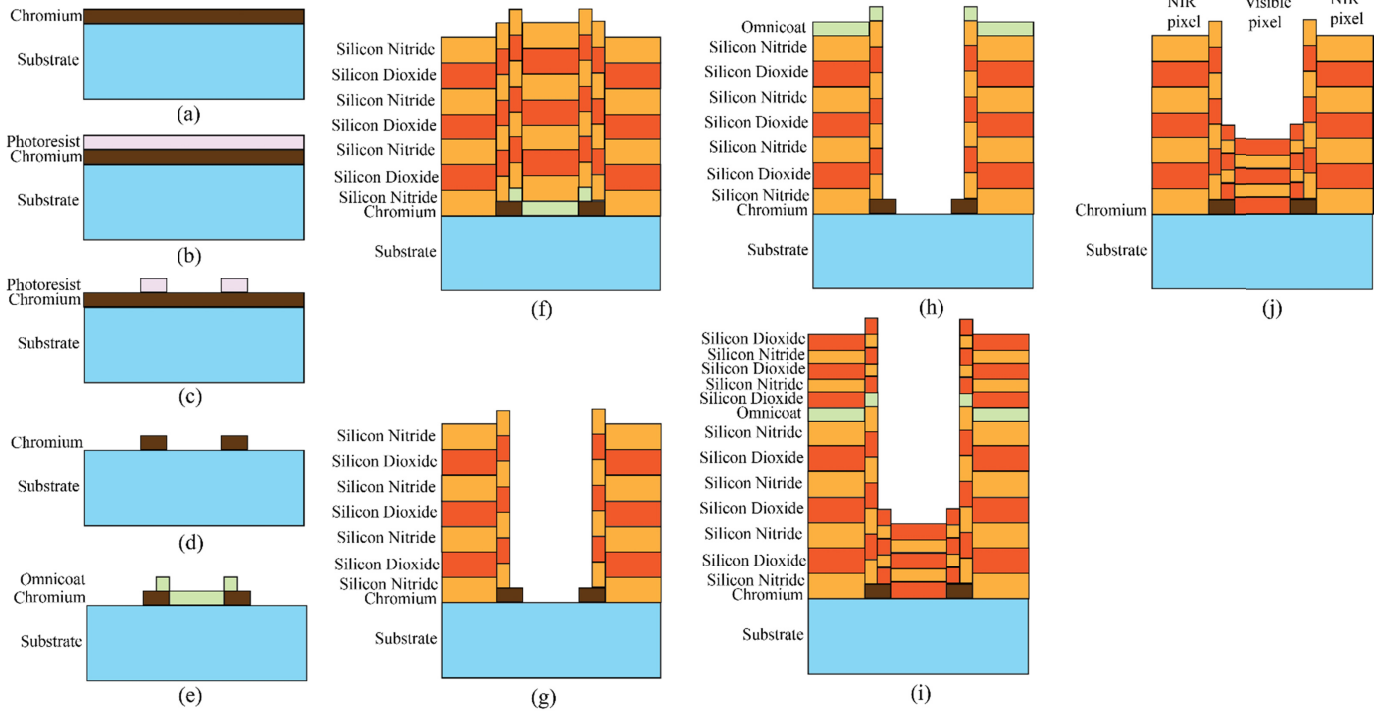 Chromium
Substrate
(a)
Photoresist
Chromium
Substrate
(b)
Photoresist
Chromium
Substrate
(c)
Chromium
Substrate
(d)
Omnicoat
Chromium
Substrate
(e)
Silicon Nitride
Silicon Dioxide
Silicon Nitride
Silicon Dioxide
Silicon Nitride
Silicon Dioxide
Silicon Nitride
Chromium
Substrate
(f)
Silicon Nitride
Silicon Dioxide
Silicon Nitride
Silicon Dioxide
Silicon Nitride
Silicon Dioxide
Silicon Nitride
Chromium
Substrate
(g)
Omnicoat
Silicon Nitride
Silicon Dioxide
Silicon Nitride
Silicon Dioxide
Silicon Nitride
Silicon Dioxide
Silicon Nitride
Chromium
Substrate
(h)
Silicon Dioxide
Silicon Nitride
Silicon Dioxide
Silicon Nitride
Silicon Dioxide
Omnicoat
Silicon Nitride
Silicon Dioxide
Silicon Nitride
Silicon Dioxide
Silicon Nitride
Silicon Dioxide
Silicon Nitride
Chromium
Substrate
(i)
NIR Visible NIR
pixel pixel pixel
Chromium
Substrate
(j)